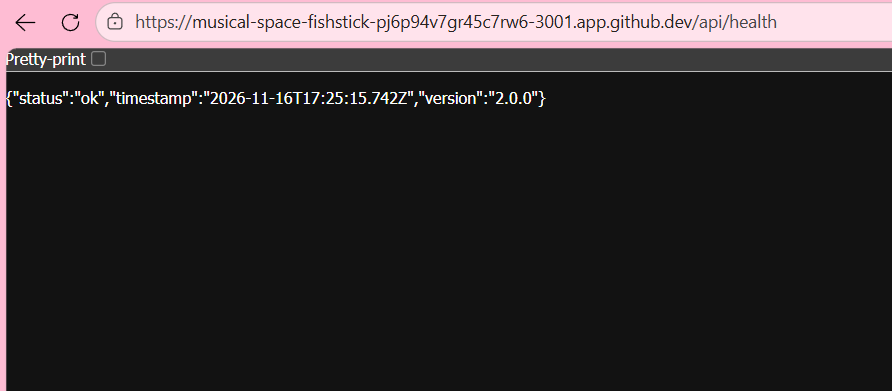 https://musical-space-fishstick-pj6p94v7gr45c7rw6-3001.app.github.dev/api/health
Pretty-print
{"status":"ok","timestamp":"2026-11-16T17:25:15.742Z","version":"2.0.0"}